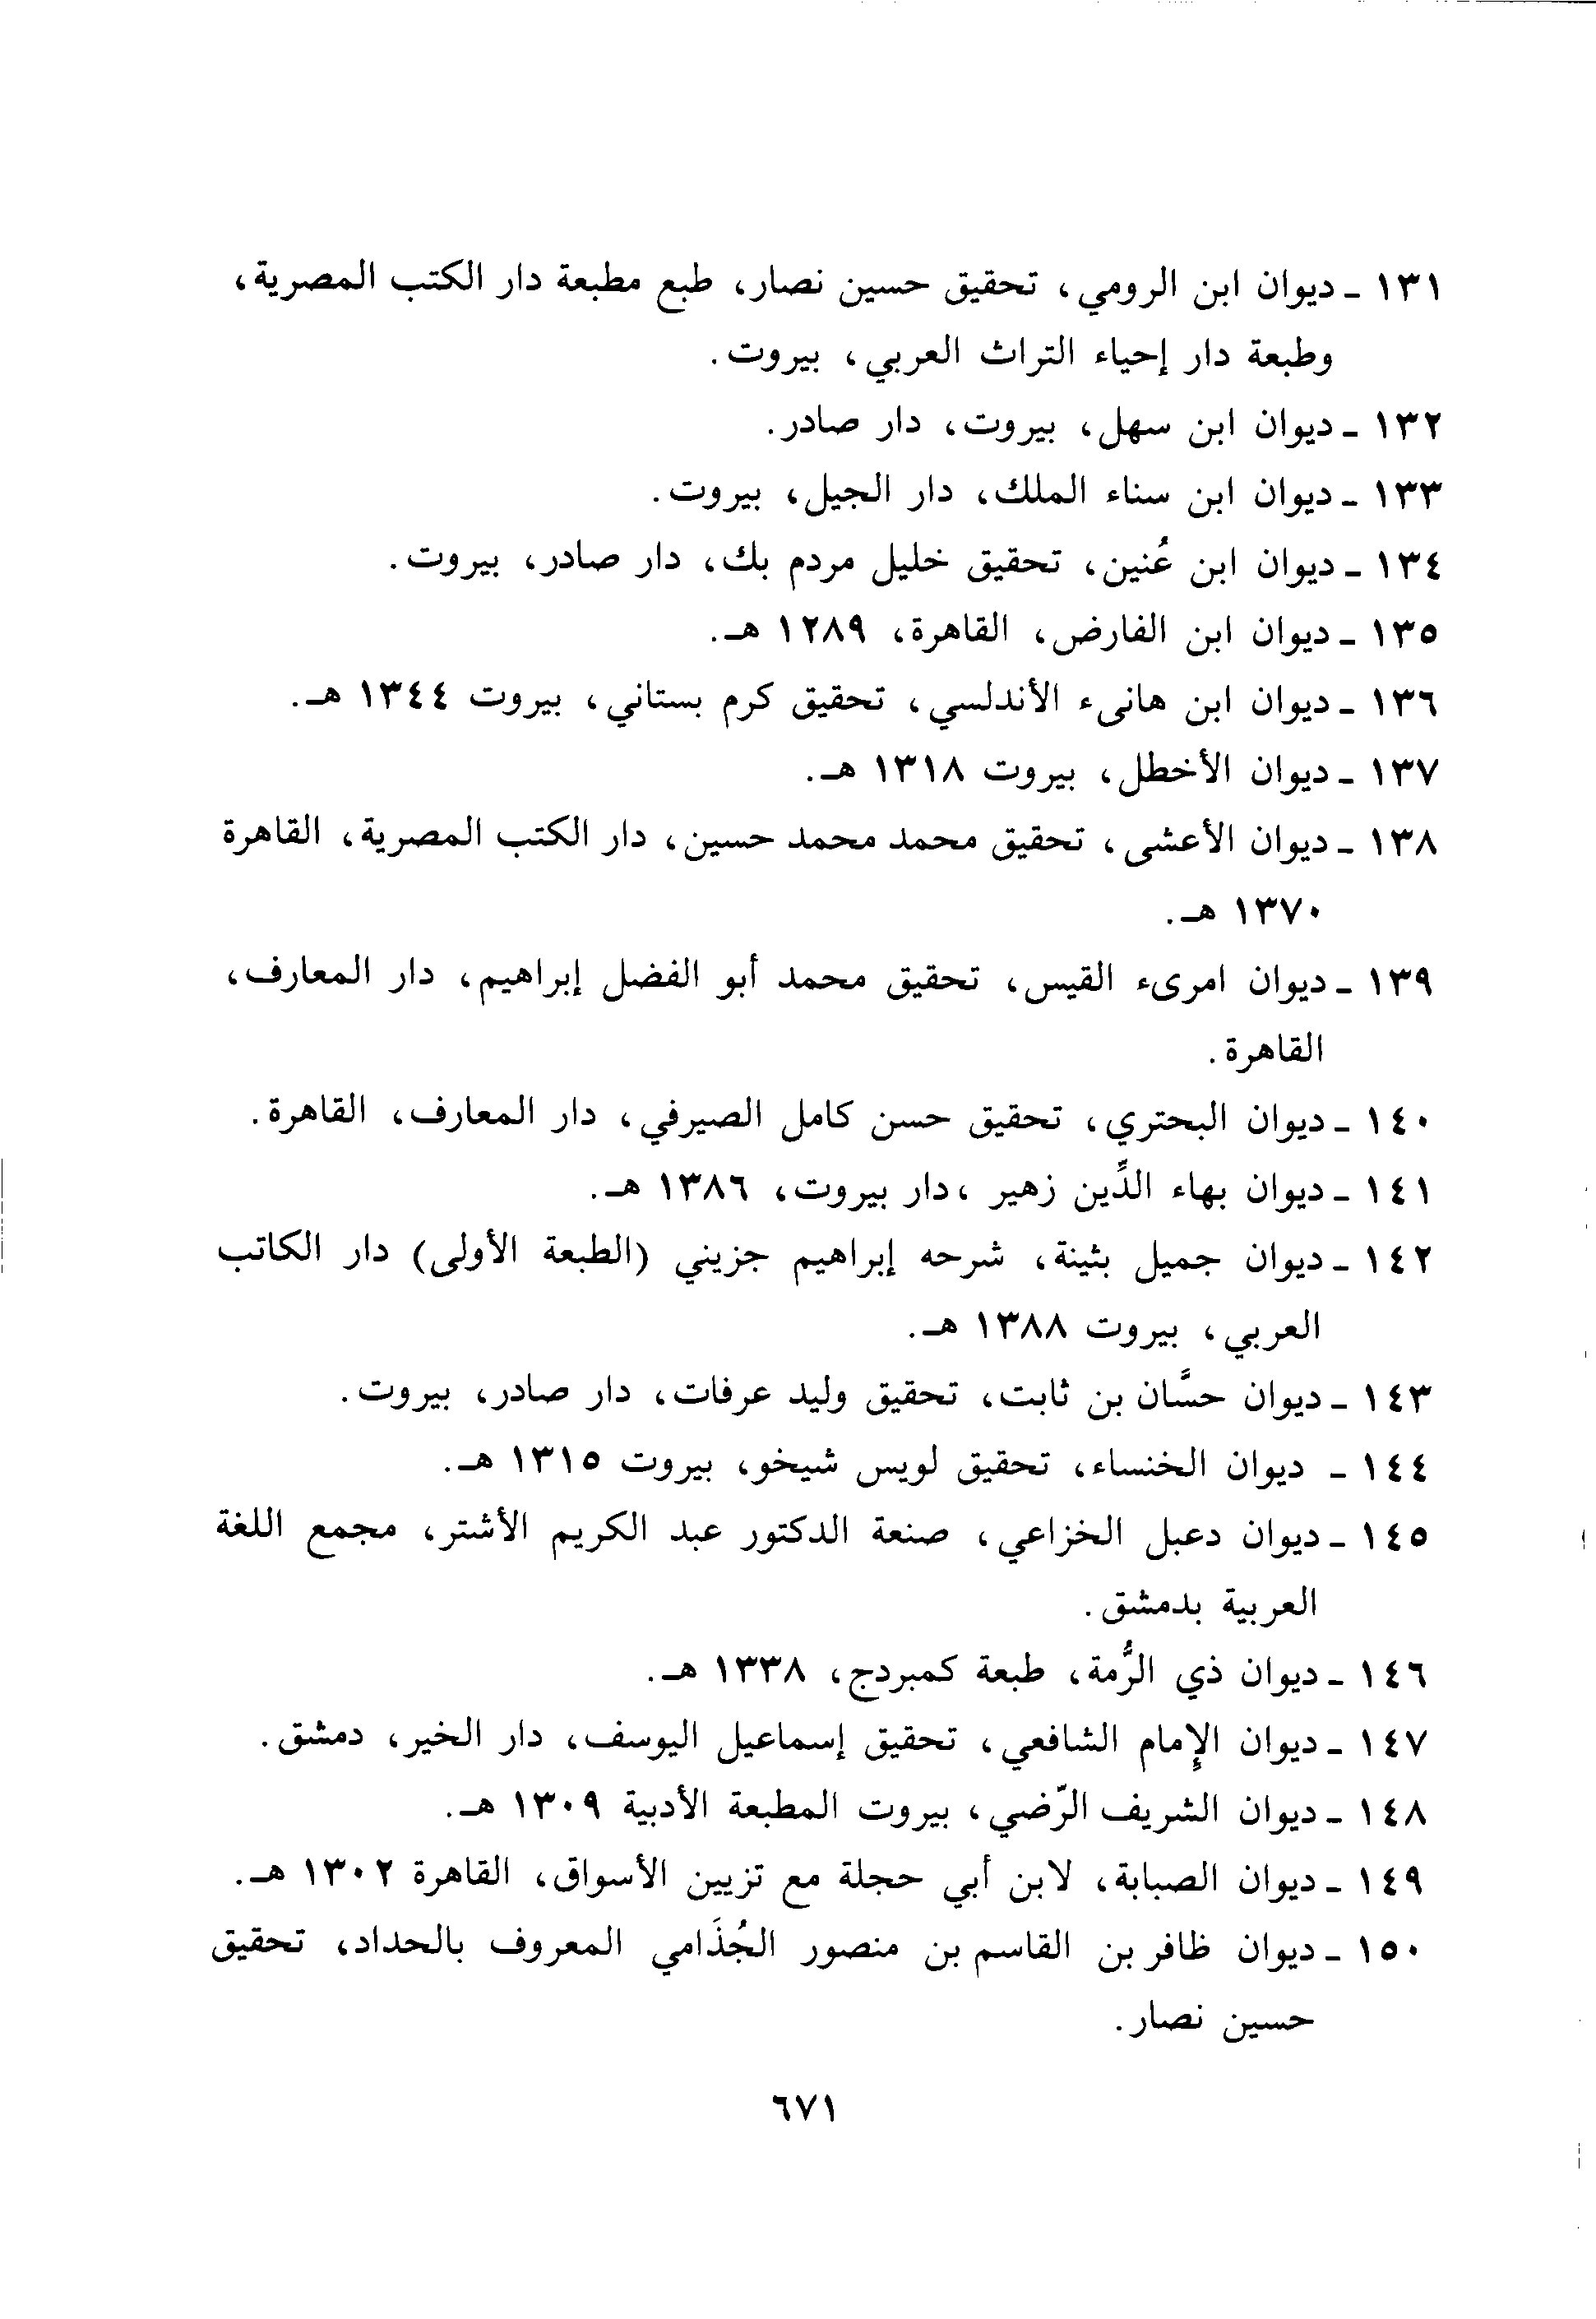 ١٣١ - ديوان ابن الرومي، تحقيق حسين نصار، طبع مطبعة دار الكتب المصرية،
وطبعة دار إحياء التراث العربي، بيروت.
١٣٢ - ديوان ابن سهل، بيروت، دار صادر.
١٣٣ - ديوان ابن سناء الملك، دار الجيل، بيروت.
١٣٤ - ديوان ابن عُنين، تحقيق خليل مردم بك، دار صادر، بيروت.
١٣٥ - ديوان ابن الفارض، القاهرة، ١٢٨٩ هـ.
١٣٦ - ديوان ابن هانىء الأندلسي، تحقيق كرم بستاني، بيروت ١٣٤٤ هـ.
١٣٧ - ديوان الأخطل، بيروت ١٣١٨ هـ.
١٣٨ - ديوان الأعشى، تحقيق محمد محمد حسين، دار الكتب المصرية، القاهرة
١٣٧٠ هـ.
١٣٩ - ديوان امرىء القيس، تحقيق محمد أبو الفضل إبراهيم، دار المعارف،
القاهرة.
١٤٠ - ديوان البحتري، تحقيق حسن كامل الصيرفي، دار المعارف، القاهرة.
١٤١ - ديوان بهاء الدِّين زهير ،دار بيروت، ١٣٨٦ هـ.
١٤٢ - ديوان جميل بثينة، شرحه إبراهيم جزيني (الطبعة الأولى) دار الكاتب
العربي، بيروت ١٣٨٨ هـ.
١٤٣ - ديوان حسَّان بن ثابت، تحقيق وليد عرفات، دار صادر، بيروت.
١٤٤ - ديوان الخنساء، تحقيق لويس شيخو، بيروت ١٣١٥ هـ.
١٤٥ - ديوان دعبل الخزاعي، صنعة الدكتور عبد الكريم الأشتر، مجمع اللغة
العربية بدمشق.
١٤٦ - ديوان ذي الرُّمة، طبعة كمبردج، ١٣٣٨ هـ.
١٤٧ - ديوان الإمام الشافعي، تحقيق إسماعيل اليوسف، دار الخير، دمشق.
١٤٨ - ديوان الشريف الرّضي، بيروت المطبعة الأدبية ١٣٠٩ هـ.
١٤٩ - ديوان الصبابة، لابن أبي حجلة مع تزيين الأسواق، القاهرة ١٣٠٢ هـ.
١٥٠ - ديوان ظافر بن القاسم بن منصور الجُذَامي المعروف بالحداد، تحقيق
حسين نصار.
٦٧١